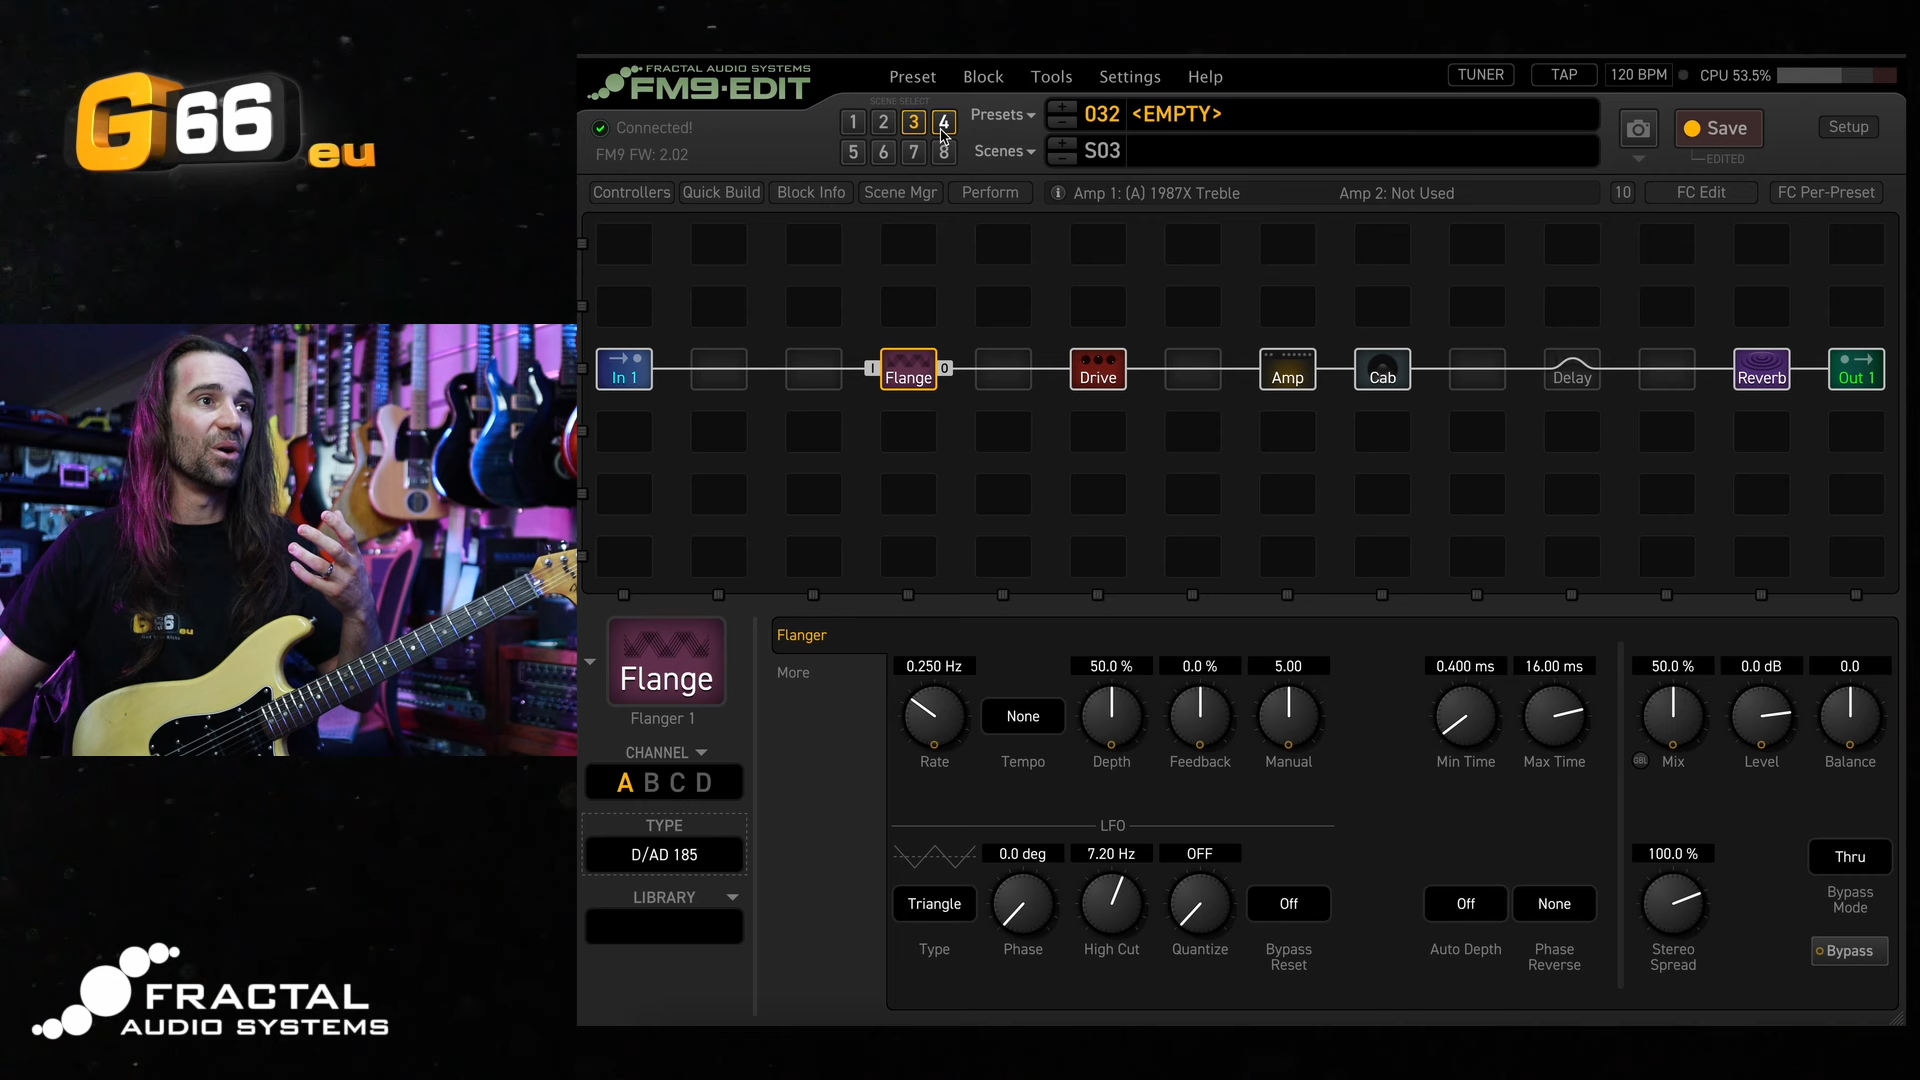 G66
.eu
FRACTAL AUDIO SYSTEMS
FM9-EDIT
Preset Block Tools Settings Help
TUNER TAP 120 BPM CPU 53.5%
Connected!
FM9 FW: 2.02
SCENE SELECT
1 2 3 4
5 6 7 8
Presets 032 <EMPTY>
Scenes S03
Save
EDITED
Setup
Controllers Quick Build Block Info Scene Mgr Perform
Amp 1: (A) 1987X Treble Amp 2: Not Used
10 FC Edit FC Per-Preset
In 1 I Flange O Drive Amp Cab Delay Reverb Out 1
Flange
Flanger 1
CHANNEL
A B C D
TYPE
D/AD 185
LIBRARY
Flanger
More
0.250 Hz 50.0 % 0.0 % 5.00 0.400 ms 16.00 ms 50.0 % 0.0 dB 0.0
None
Rate Tempo Depth Feedback Manual Min Time Max Time GBL Mix Level Balance
LFO
0.0 deg 7.20 Hz OFF 100.0 %
Triangle Off Off None Thru
Type Phase High Cut Quantize Bypass Reset Auto Depth Phase Reverse Stereo Spread Bypass Mode
Bypass
G66.eu
FRACTAL
AUDIO SYSTEMS